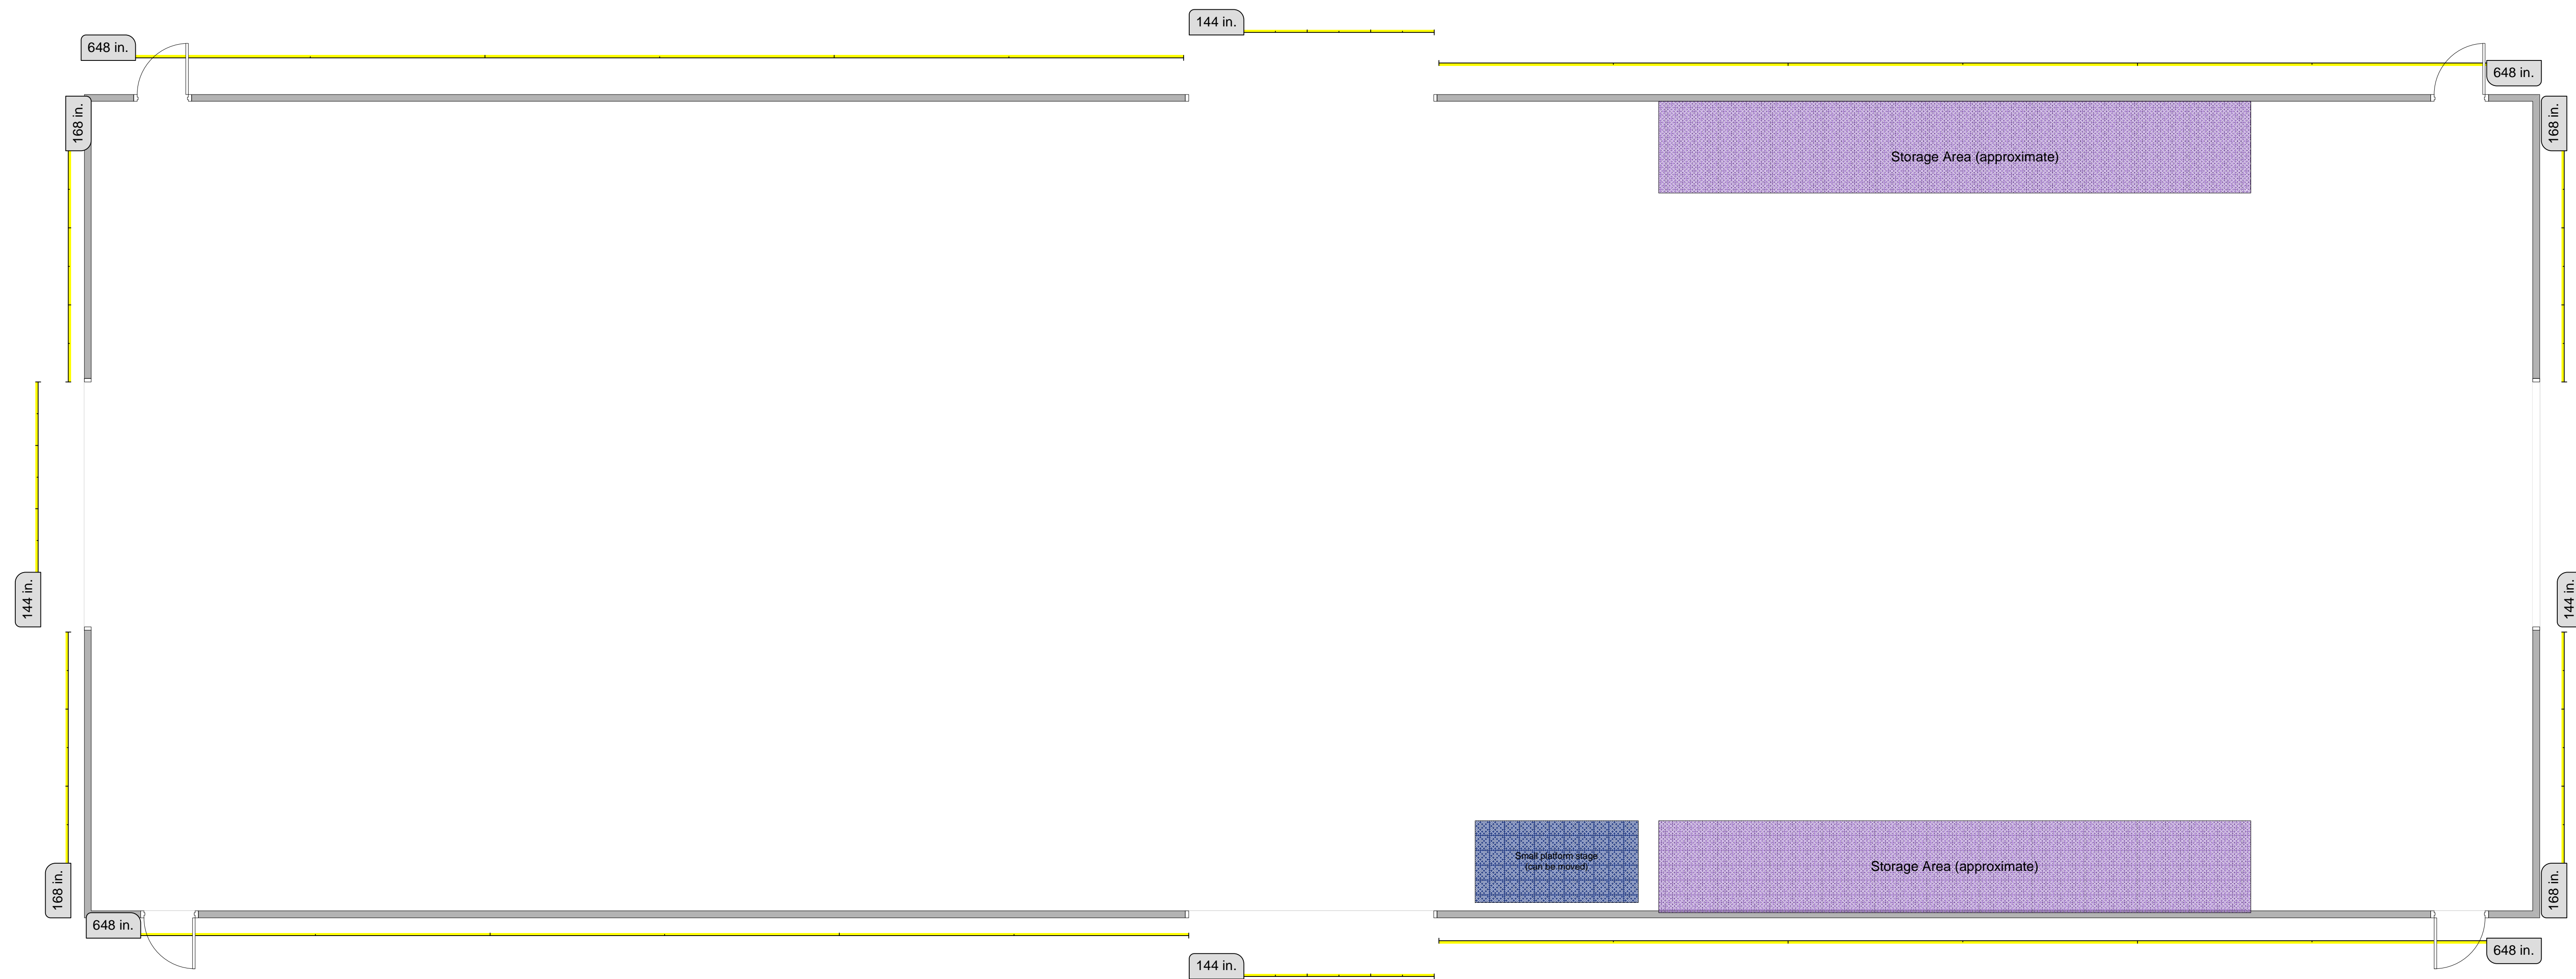 144 in.
648 in.
648 in.
168 in.
168 in.
Storage Area (approximate)
144 in.
144 in.
Small platform stage
(can be moved)
Storage Area (approximate)
168 in.
168 in.
648 in.
648 in.
144 in.